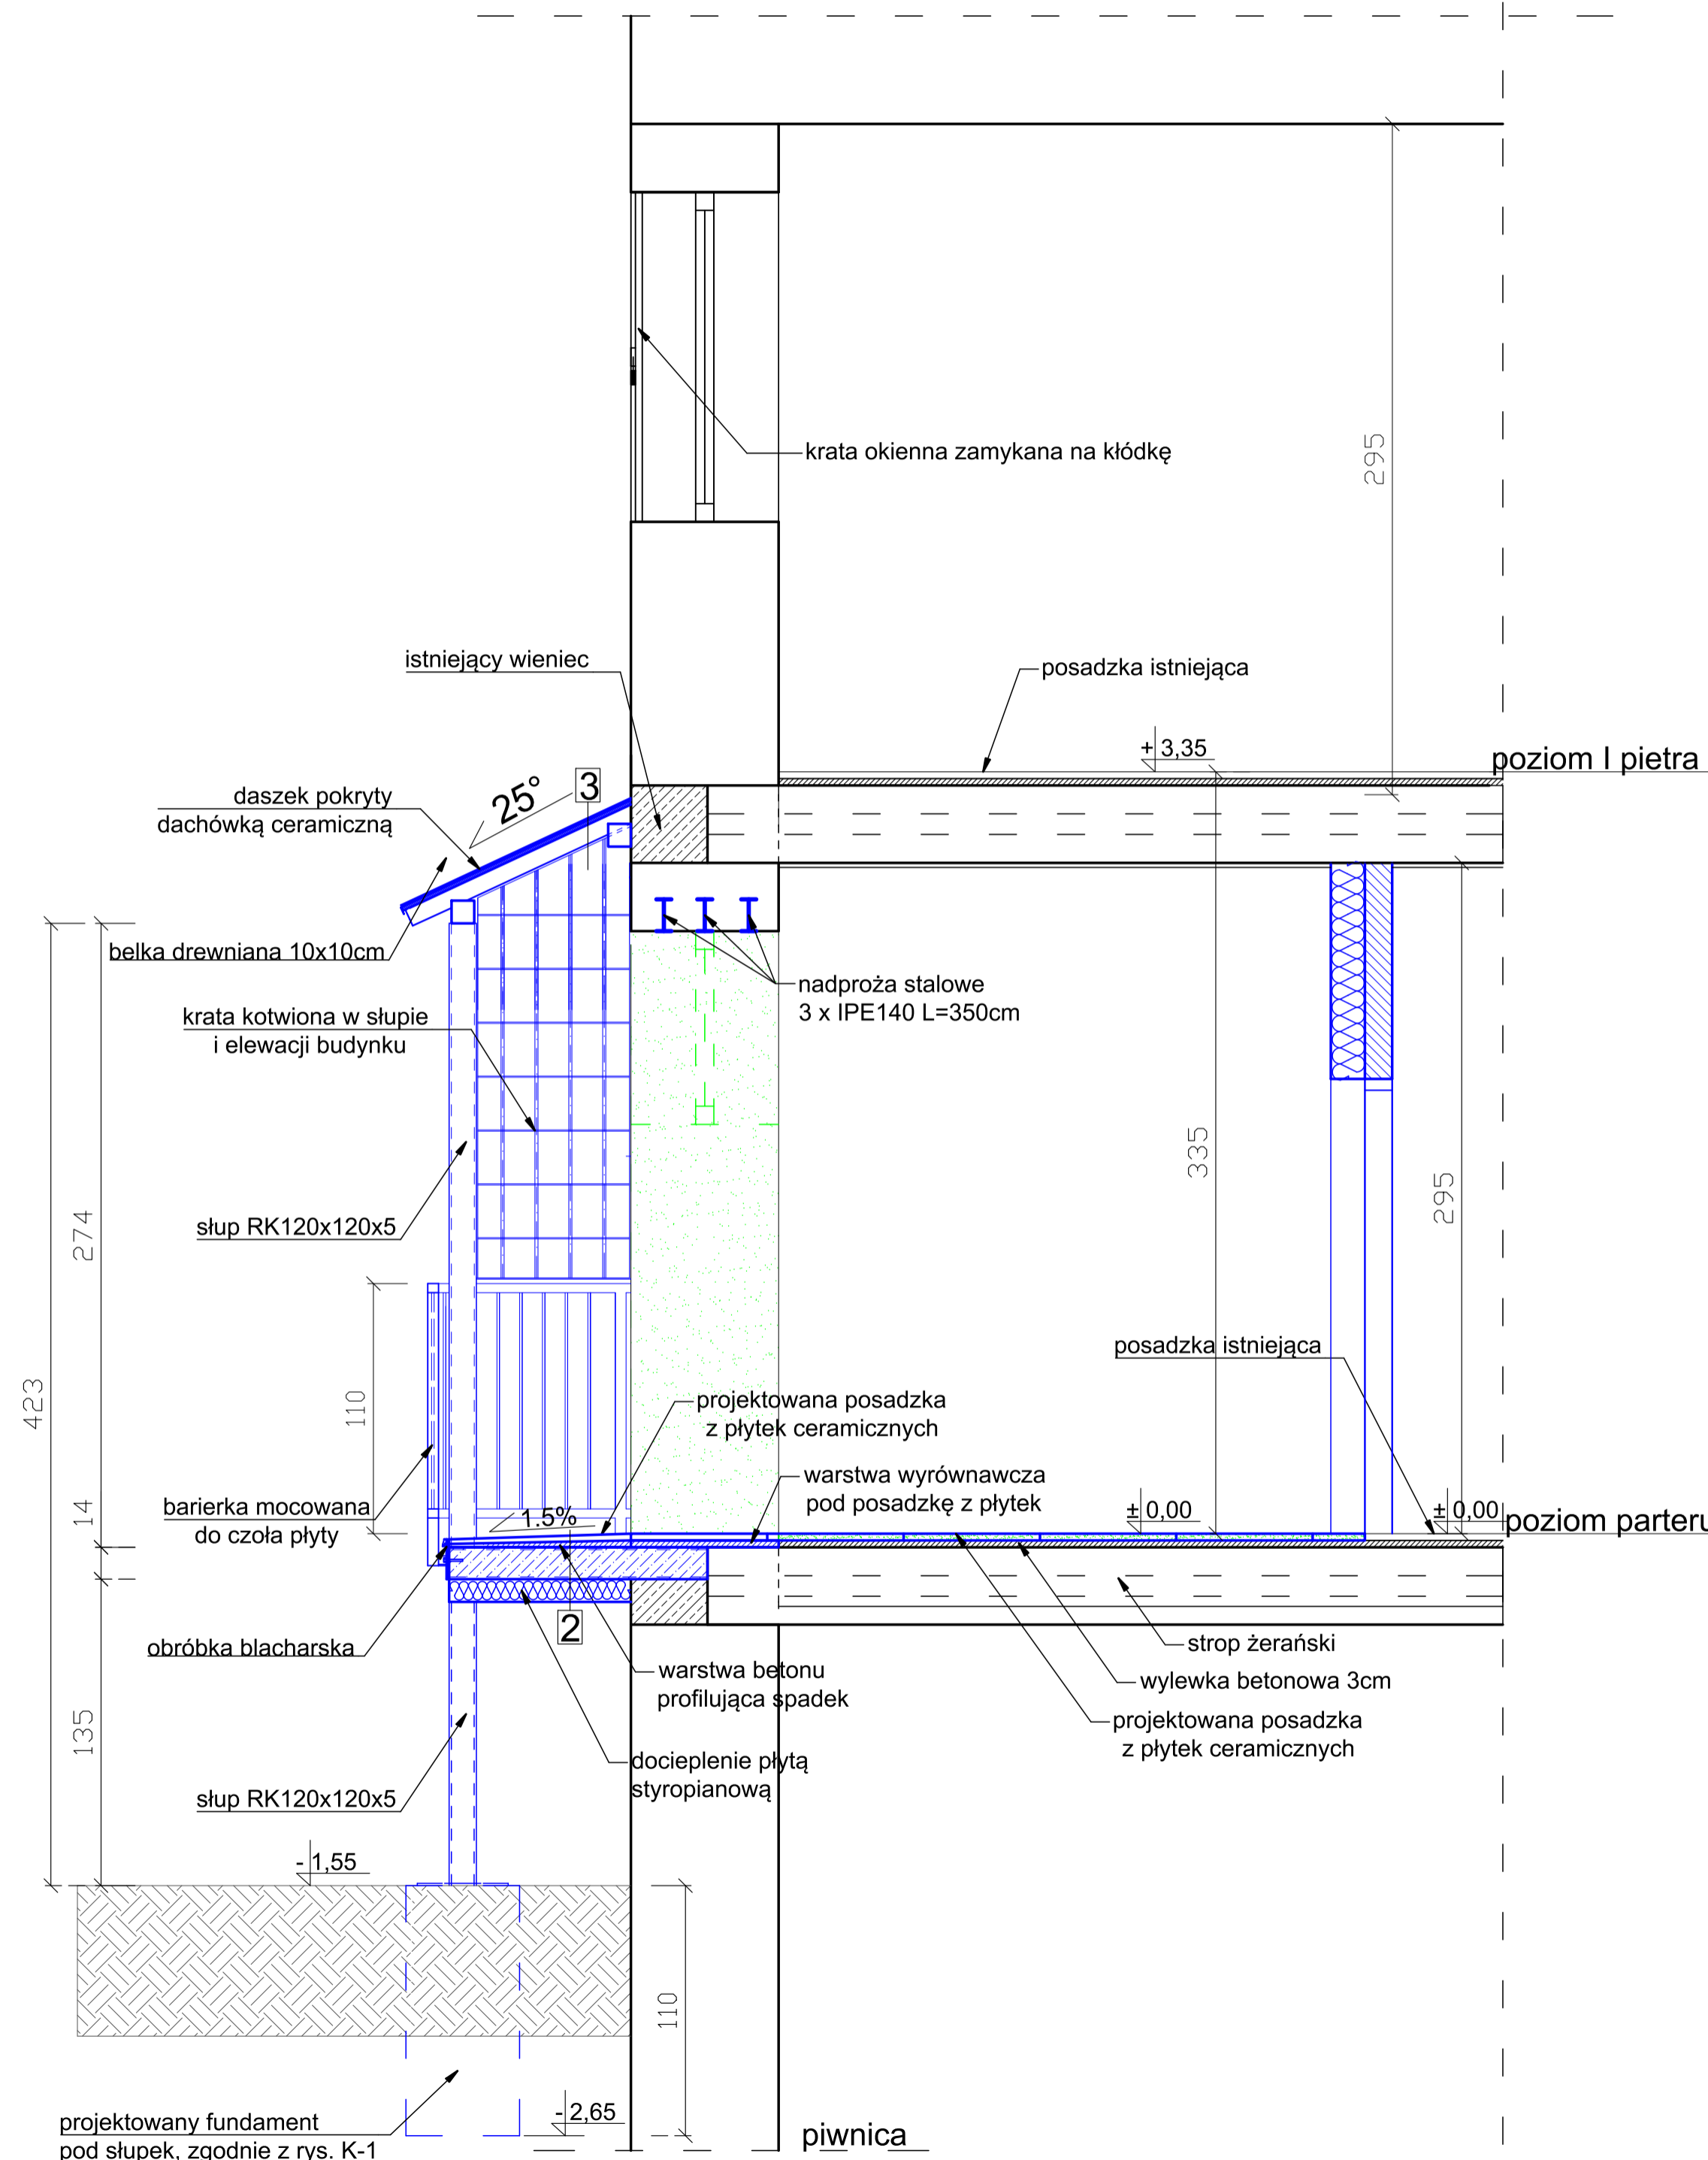 krata okienna zamykana na kłódkę
295
istniejący wieniec
posadzka istniejąca
+ 3,35
poziom I pietra
daszek pokryty
dachówką ceramiczną
25°
3
belka drewniana 10x10cm
nadproża stalowe
3 x IPE140 L=350cm
krata kotwiona w słupie
i elewacji budynku
335
295
274
słup RK120x120x5
posadzka istniejąca
423
110
projektowana posadzka
z płytek ceramicznych
warstwa wyrównawcza
pod posadzkę z płytek
14
barierka mocowana
do czoła płyty
1.5%
± 0,00
± 0,00
poziom parteru
2
obróbka blacharska
strop żerański
warstwa betonu
profilująca spadek
wylewka betonowa 3cm
135
projektowana posadzka
z płytek ceramicznych
docieplenie płytą
styropianową
słup RK120x120x5
- 1,55
110
- 2,65
projektowany fundament
pod słupek, zgodnie z rys. K-1
piwnica